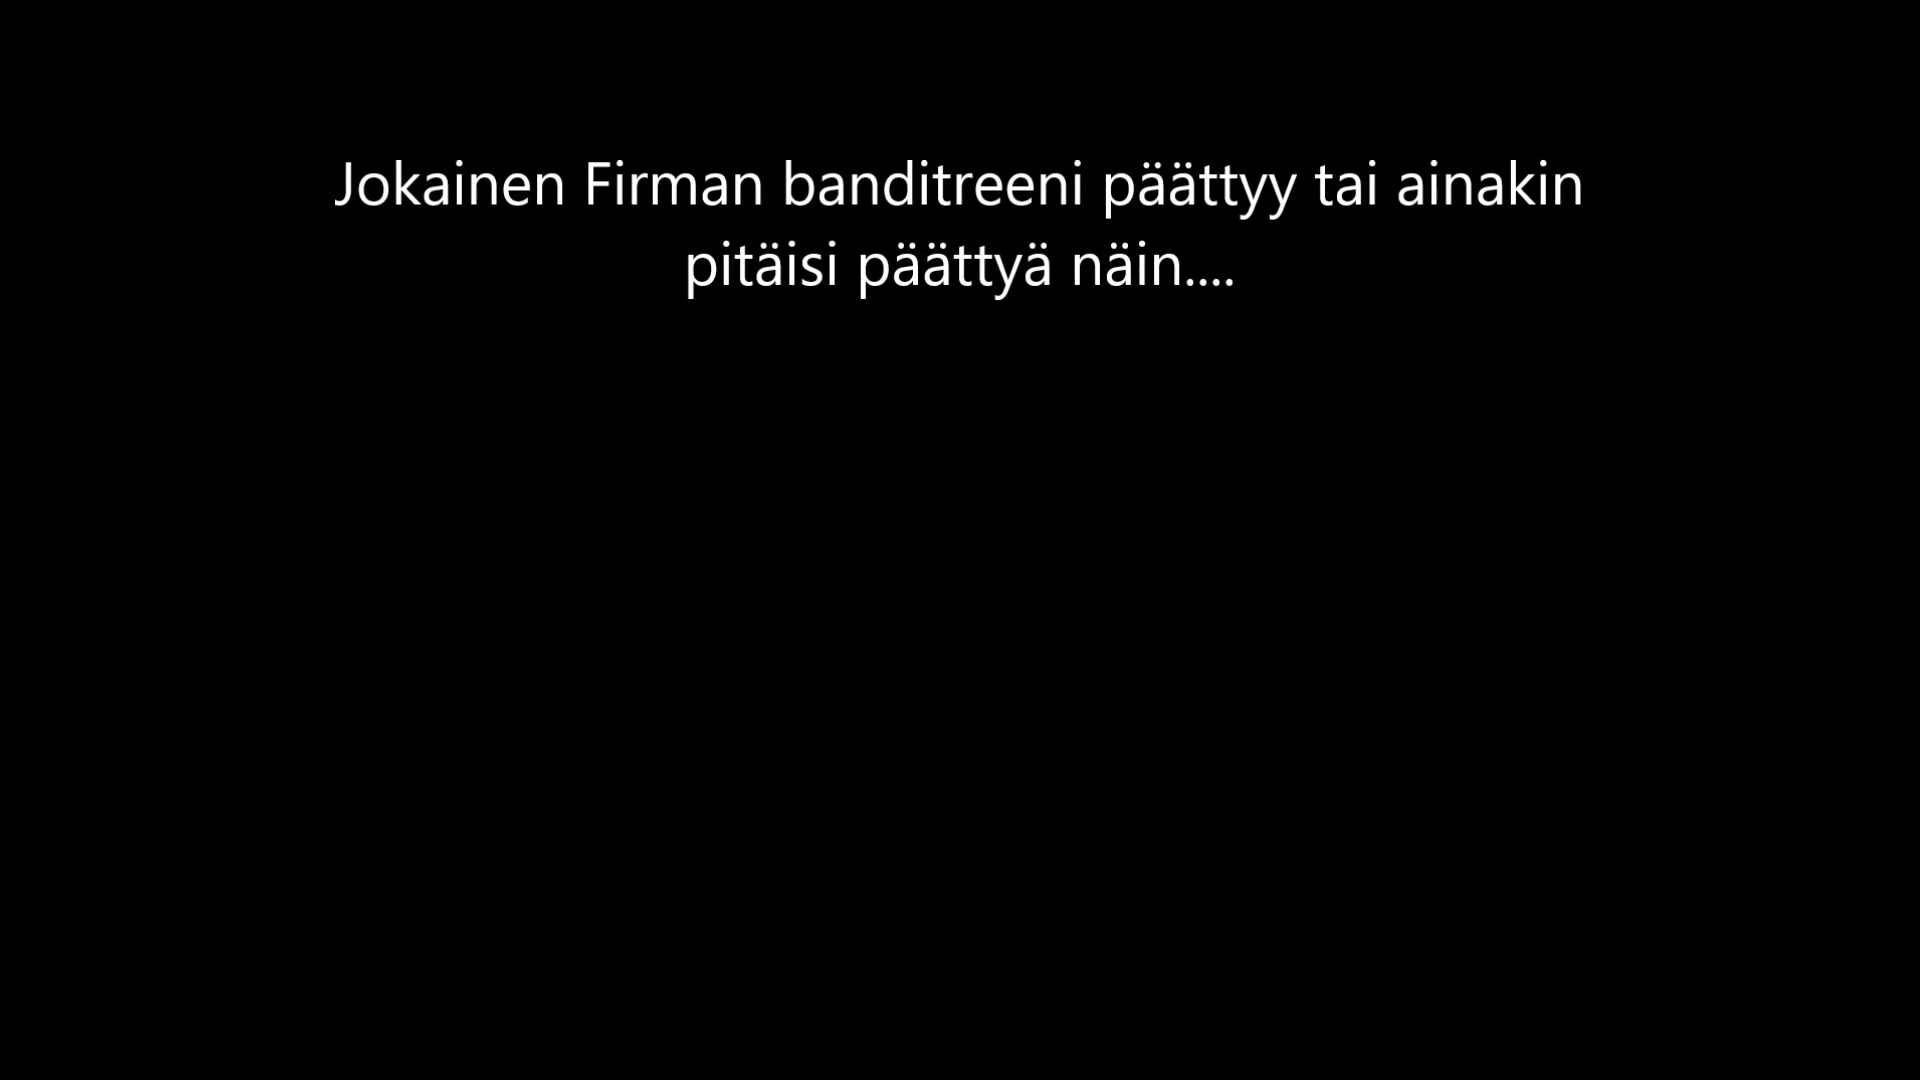 Jokainen Firman banditreeni päättyy tai ainakin
pitäisi päättyä näin....